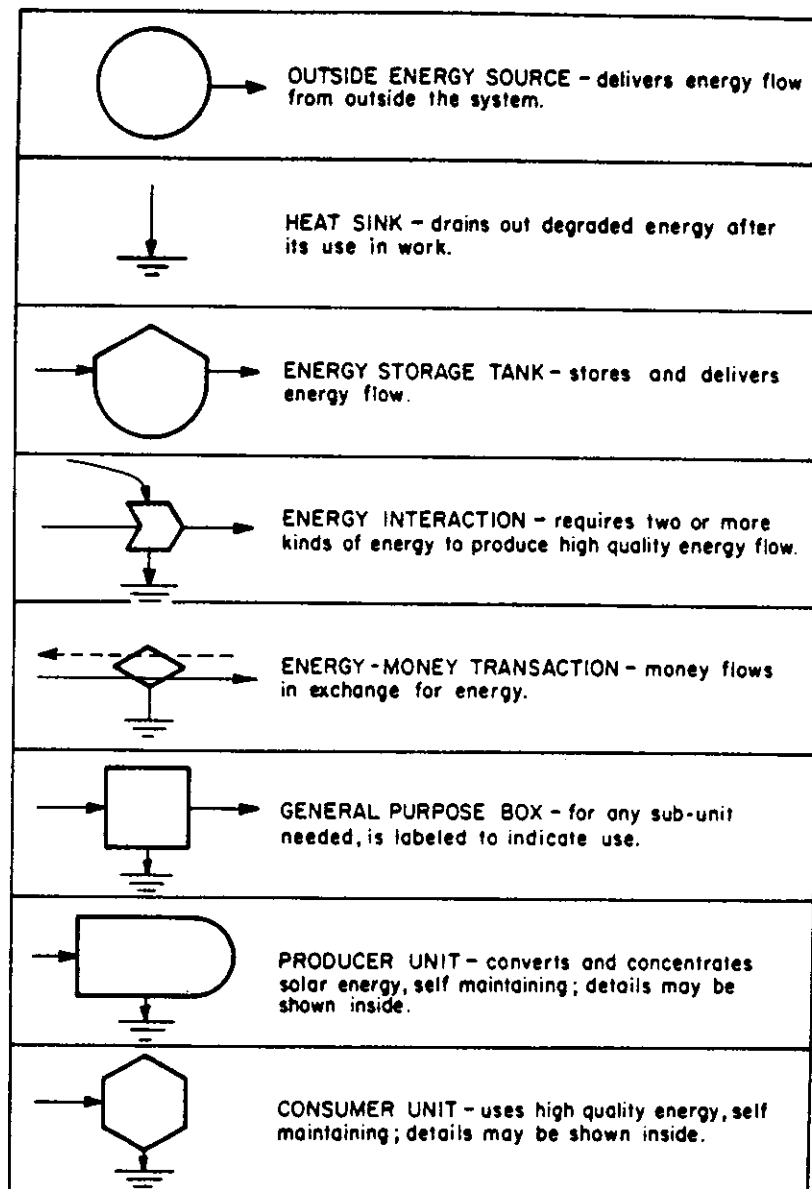 OUTSIDE ENERGY SOURCE – delivers energy flow
from outside the system.
HEAT SINK – drains out degraded energy after
its use in work.
ENERGY STORAGE TANK – stores and delivers
energy flow.
ENERGY INTERACTION – requires two or more
kinds of energy to produce high quality energy flow.
ENERGY-MONEY TRANSACTION – money flows
in exchange for energy.
GENERAL PURPOSE BOX – for any sub-unit
needed, is labeled to indicate use.
PRODUCER UNIT – converts and concentrates
solar energy, self maintaining; details may be
shown inside.
CONSUMER UNIT – uses high quality energy, self
maintaining; details may be shown inside.